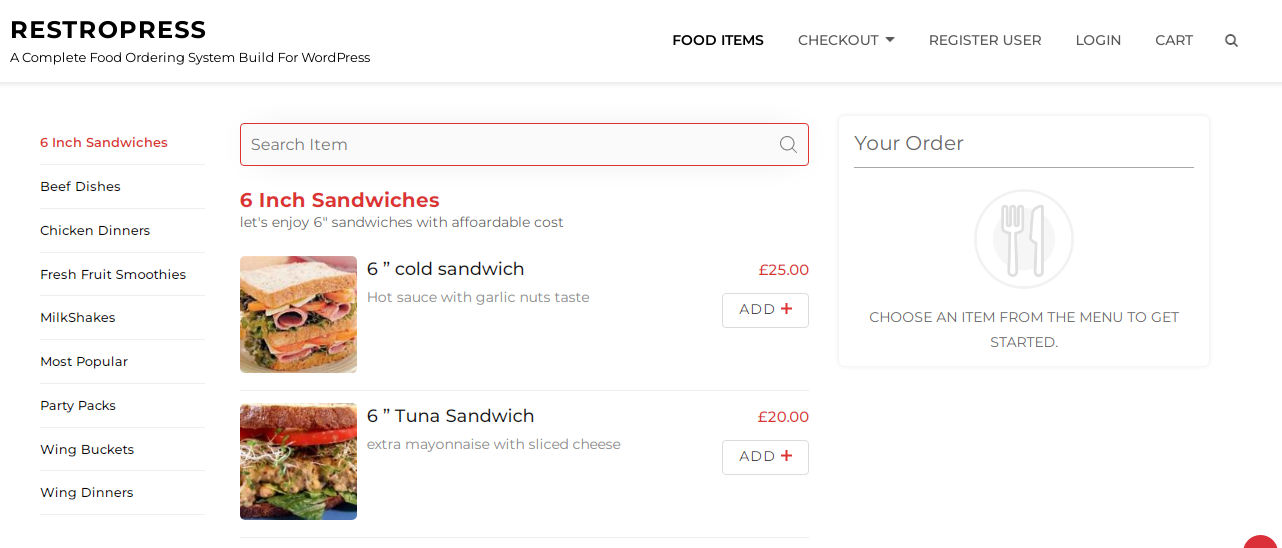 RESTROPRESS
A Complete Food Ordering System Build For WordPress
FOOD ITEMS
CHECKOUT
REGISTER USER
LOGIN
CART
6 Inch Sandwiches
Beef Dishes
Chicken Dinners
Fresh Fruit Smoothies
MilkShakes
Most Popular
Party Packs
Wing Buckets
Wing Dinners
Search Item
6 Inch Sandwiches
let's enjoy 6" sandwiches with affoardable cost
6 ” cold sandwich
£25.00
Hot sauce with garlic nuts taste
ADD +
6 ” Tuna Sandwich
£20.00
extra mayonnaise with sliced cheese
ADD +
Your Order
CHOOSE AN ITEM FROM THE MENU TO GET
STARTED.